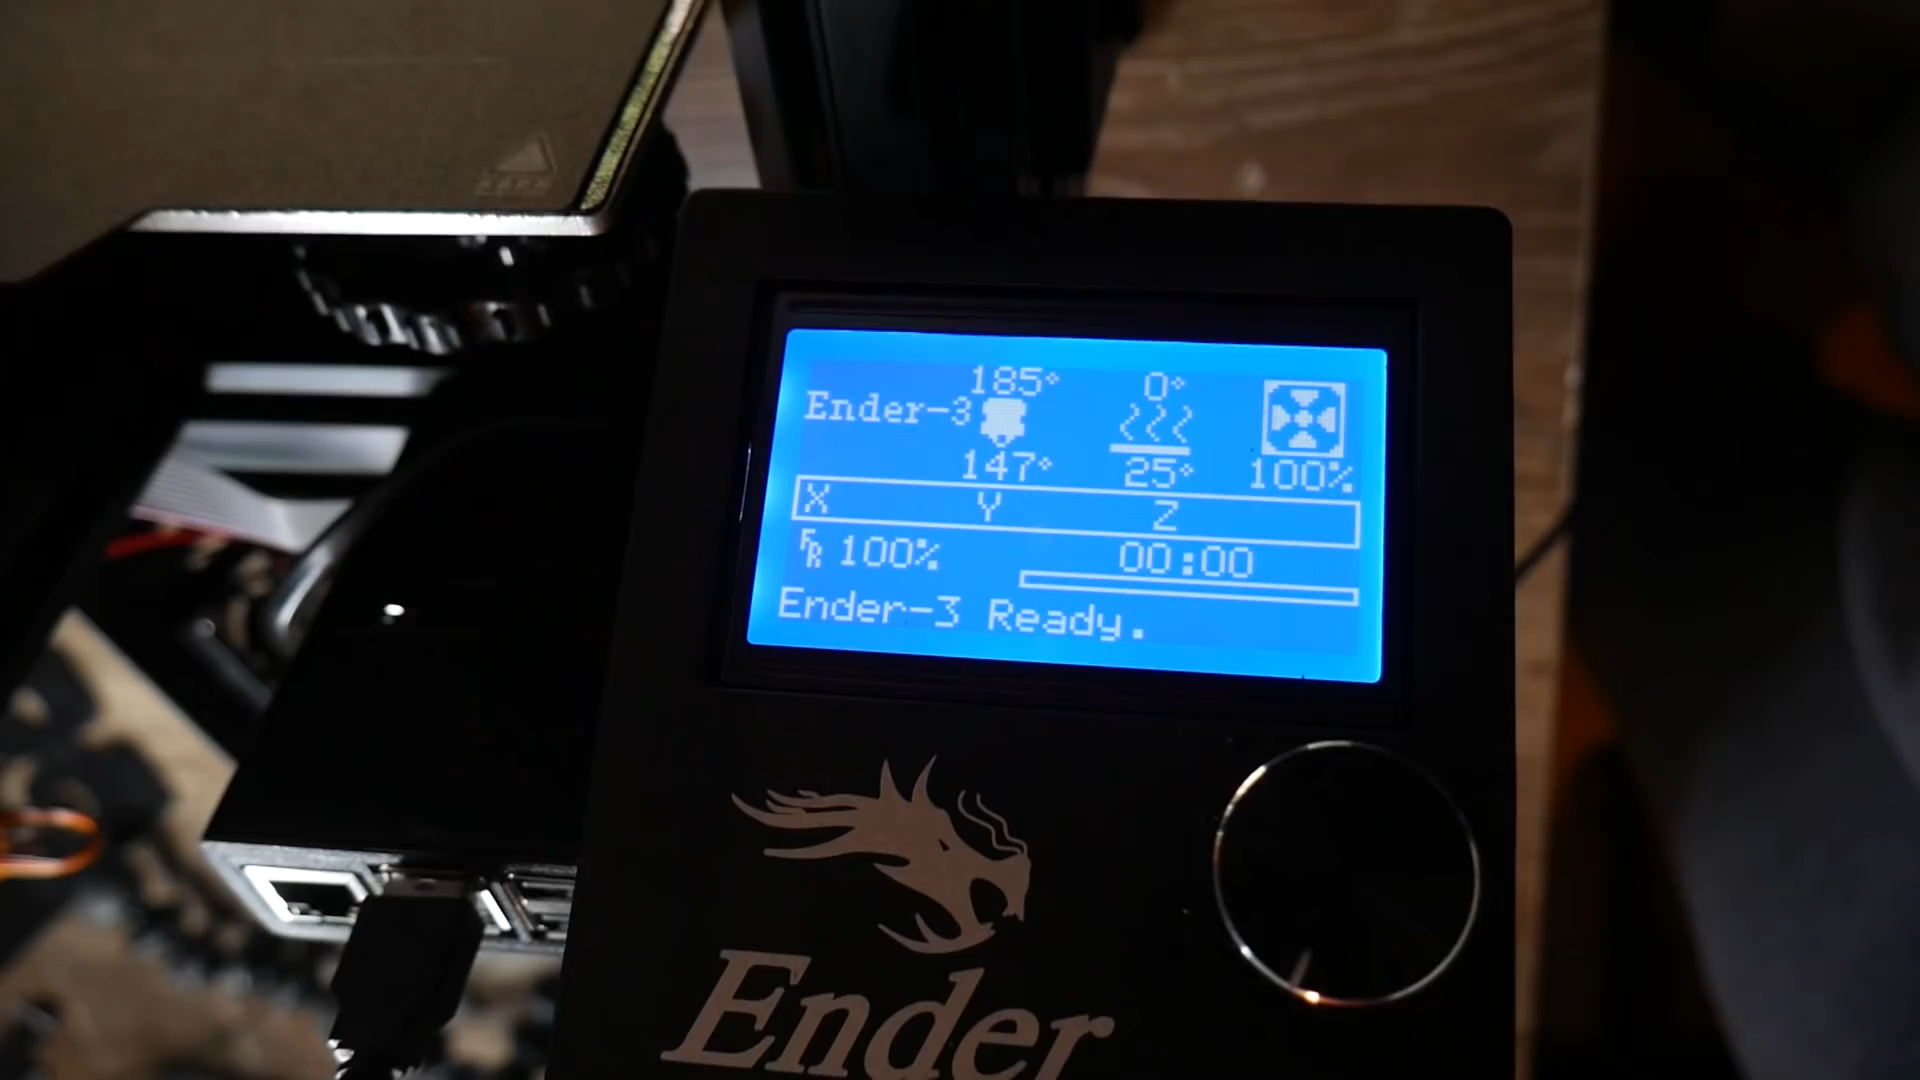 185° 0°
Ender-3
147° 25° 100%
X Y Z
FR 100% 00:00
Ender-3 Ready.
Ender